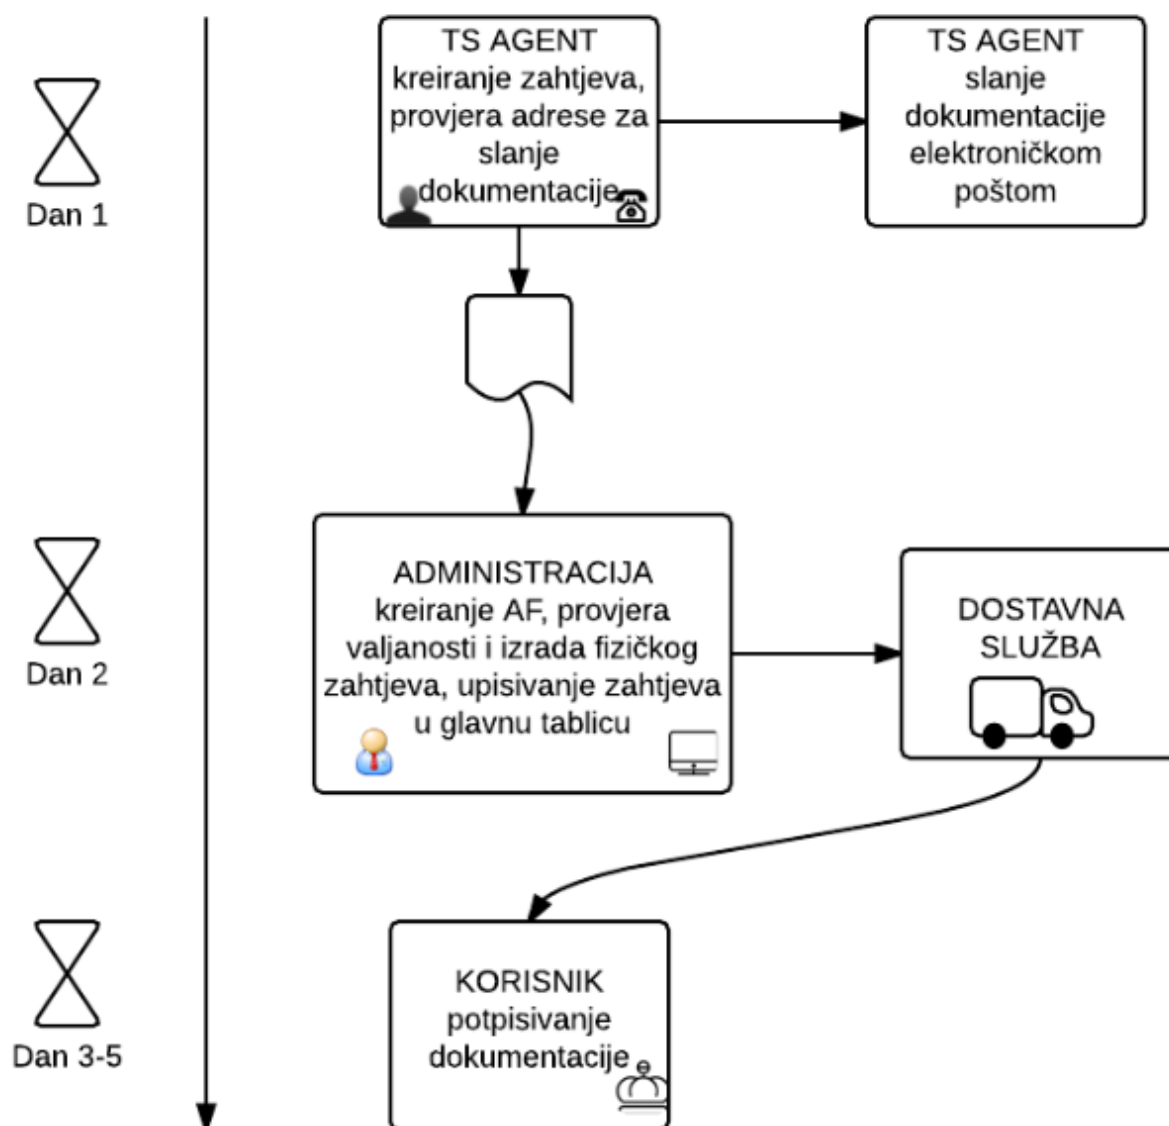 TS AGENT
kreiranje zahtjeva,
provjera adrese za
slanje
dokumentacije
TS AGENT
slanje
dokumentacije
elektroničkom
poštom
Dan 1
ADMINISTRACIJA
kreiranje AF, provjera
valjanosti i izrada fizičkog
zahtjeva, upisivanje zahtjeva
u glavnu tablicu
DOSTAVNA
SLUŽBA
Dan 2
KORISNIK
potpisivanje
dokumentacije
Dan 3-5